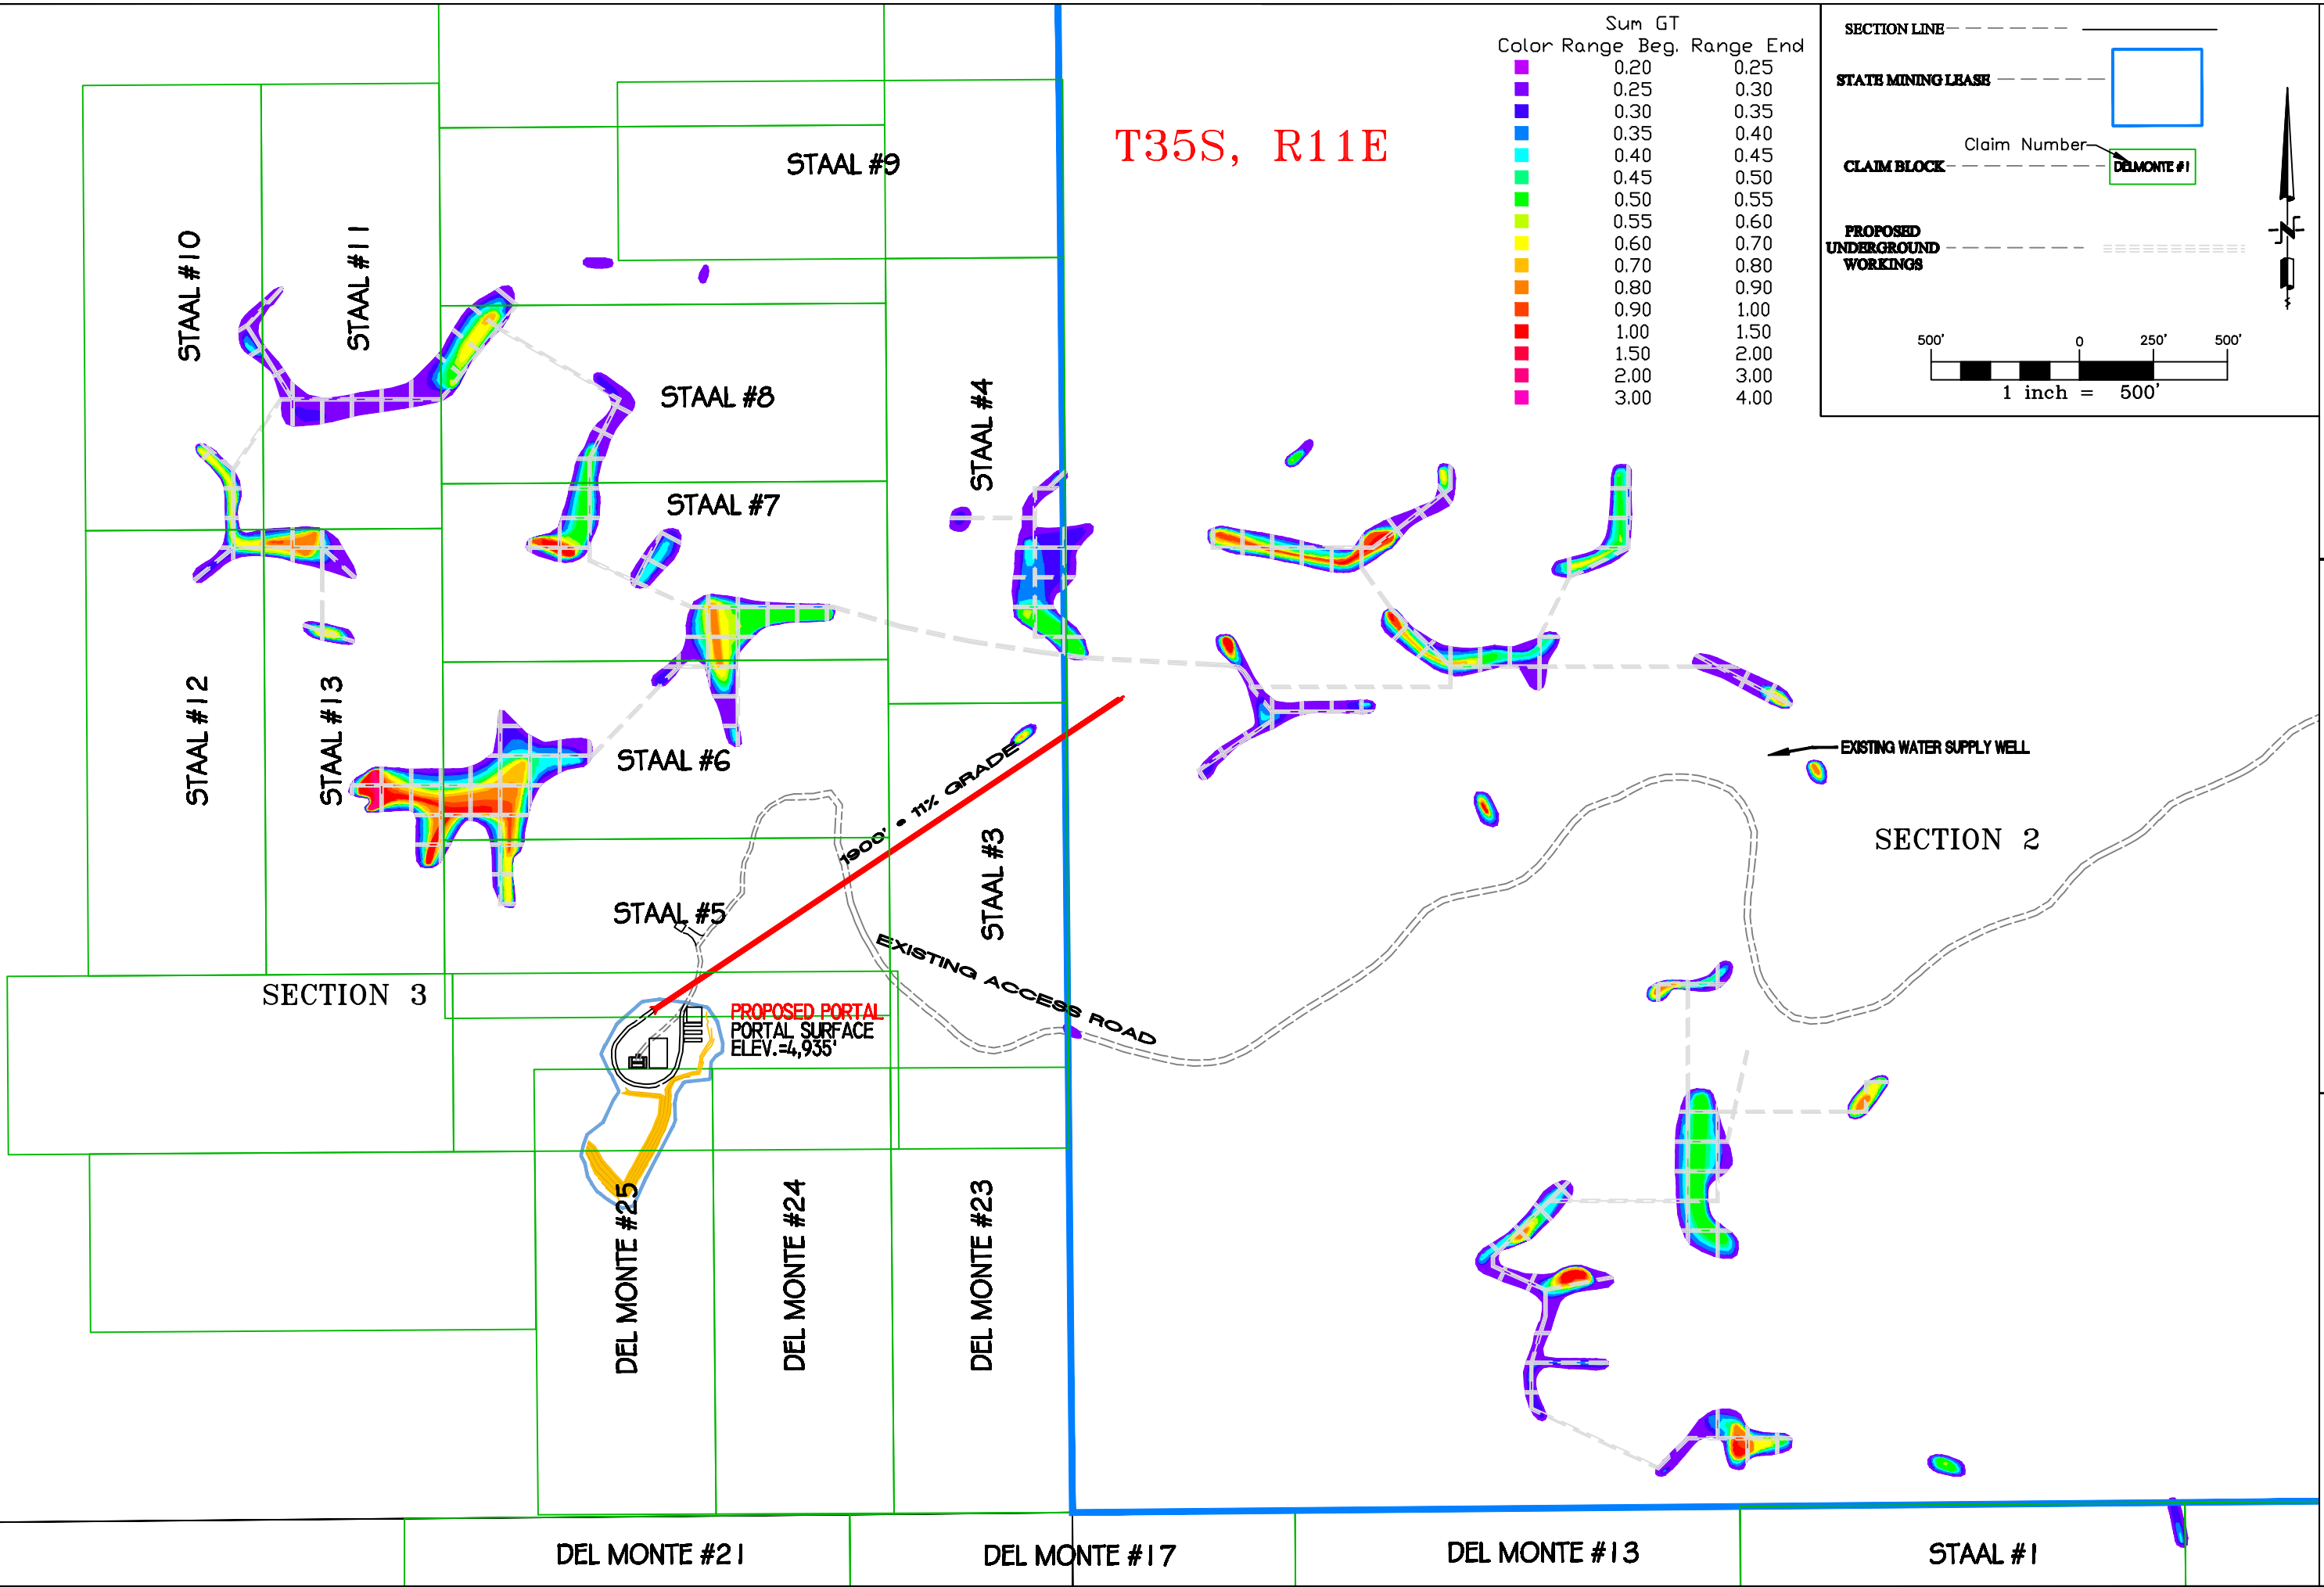 Sum GT
Color Range Beg. Range End
0.20 0.25
0.25 0.30
0.30 0.35
0.35 0.40
0.40 0.45
0.45 0.50
0.50 0.55
0.55 0.60
0.60 0.70
0.70 0.80
0.80 0.90
0.90 1.00
1.00 1.50
1.50 2.00
2.00 3.00
3.00 4.00
SECTION LINE
STATE MINING LEASE
Claim Number
CLAIM BLOCK
DELMONTE #1
PROPOSED
UNDERGROUND
WORKINGS
N
500' 0 250' 500'
1 inch = 500'
T35S, R11E
STAAL #9
STAAL #10
STAAL #11
STAAL #8
STAAL #4
STAAL #7
STAAL #12
STAAL #13
STAAL #6
1900' • 11% GRADE
EXISTING WATER SUPPLY WELL
SECTION 2
STAAL #3
STAAL #5
EXISTING ACCESS ROAD
SECTION 3
PROPOSED PORTAL
PORTAL SURFACE
ELEV.=4,935'
DEL MONTE #25
DEL MONTE #24
DEL MONTE #23
DEL MONTE #21
DEL MONTE #17
DEL MONTE #13
STAAL #1